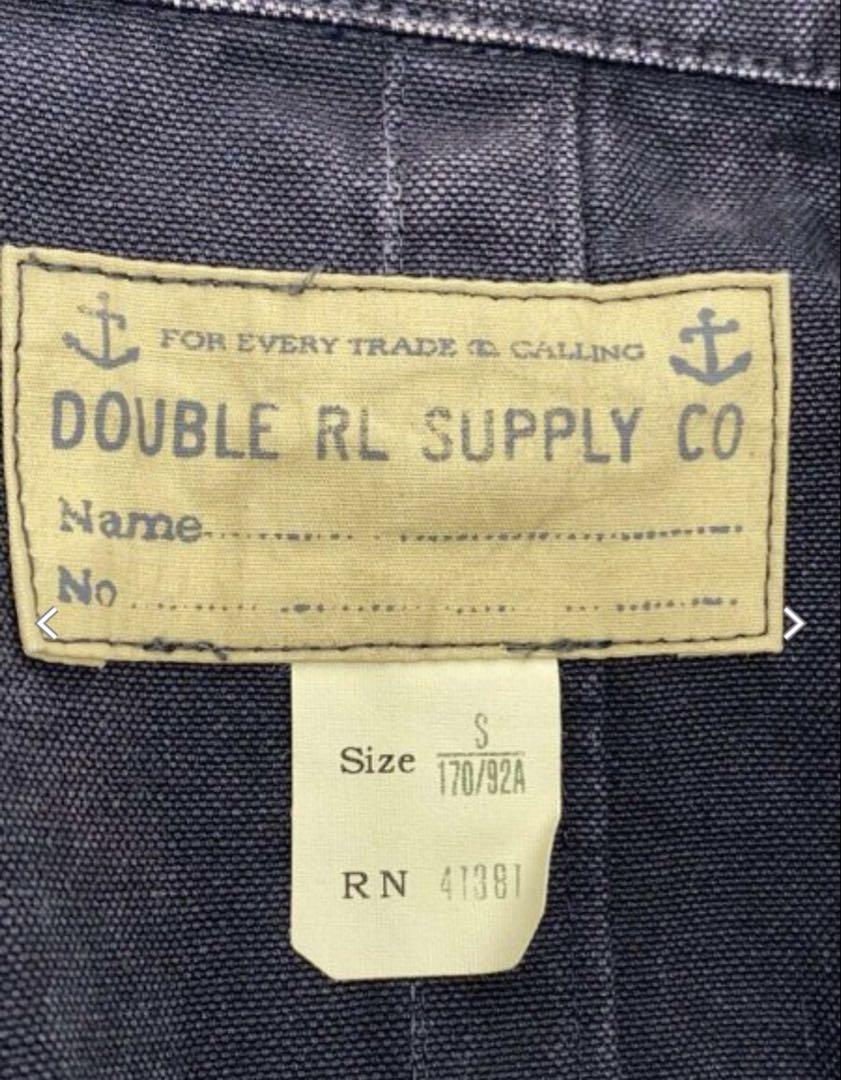 FOR EVERY TRADE & CALLING
DOUBLE RL SUPPLY CO
Name
No
Size S
170/92A
RN 41381